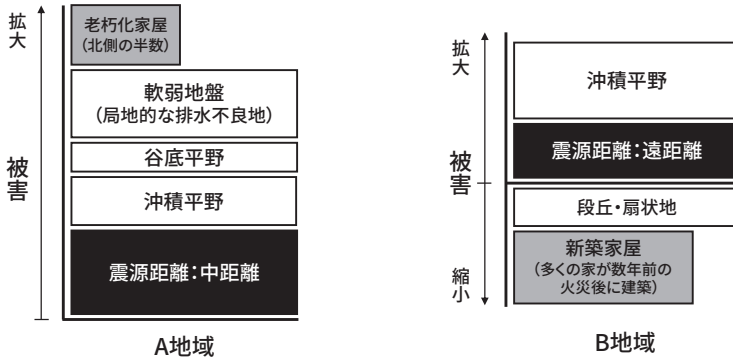 拡大
被害
老朽化家屋
（北側の半数）
軟弱地盤
（局地的な排水不良地）
谷底平野
沖積平野
震源距離：中距離
A地域
拡大
被害
縮小
沖積平野
震源距離：遠距離
段丘・扇状地
新築家屋
（多くの家が数年前の
火災後に建築）
B地域